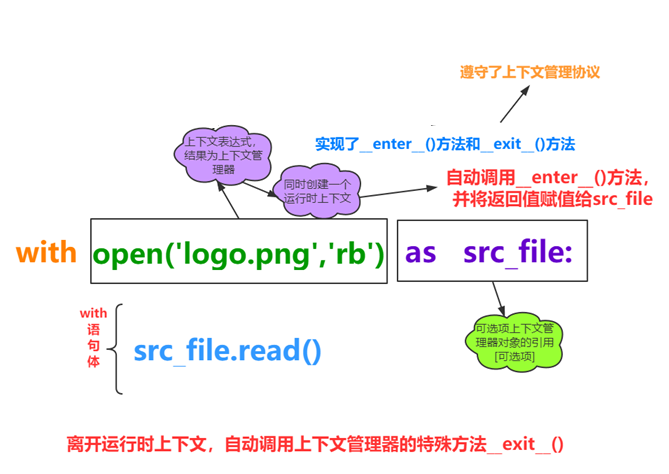 遵守了上下文管理协议
实现了__enter__()方法和__exit__()方法
上下文表达式,
结果为上下文管
理器
同时创建一个
运行时上下文
自动调用__enter__()方法,
并将返回值赋值给src_file
with open('logo.png','rb') as src_file:
with
语
句
体
src_file.read()
可选项上下文管
理器对象的引用
[可选项]
离开运行时上下文，自动调用上下文管理器的特殊方法__exit__()